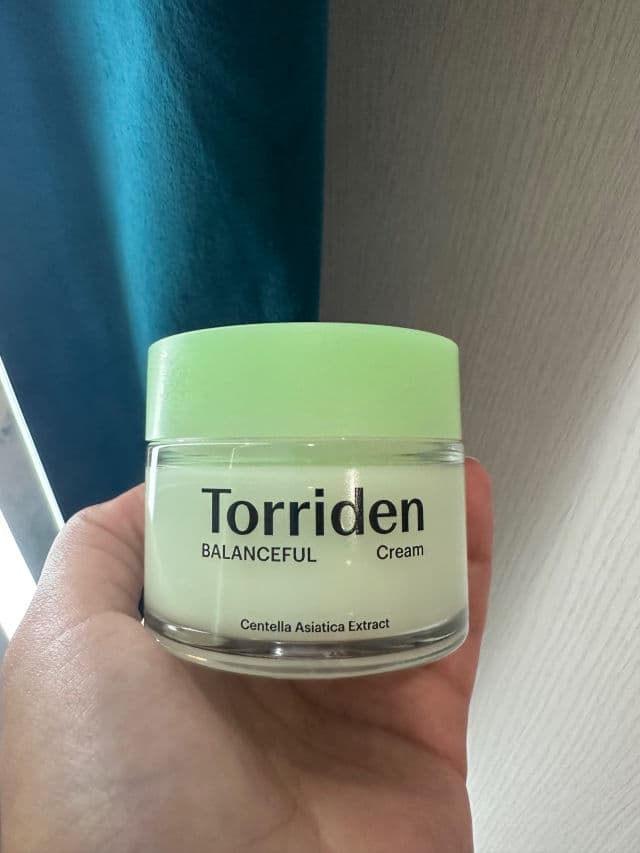 Torriden
BALANCEFUL Cream
Centella Asiatica Extract